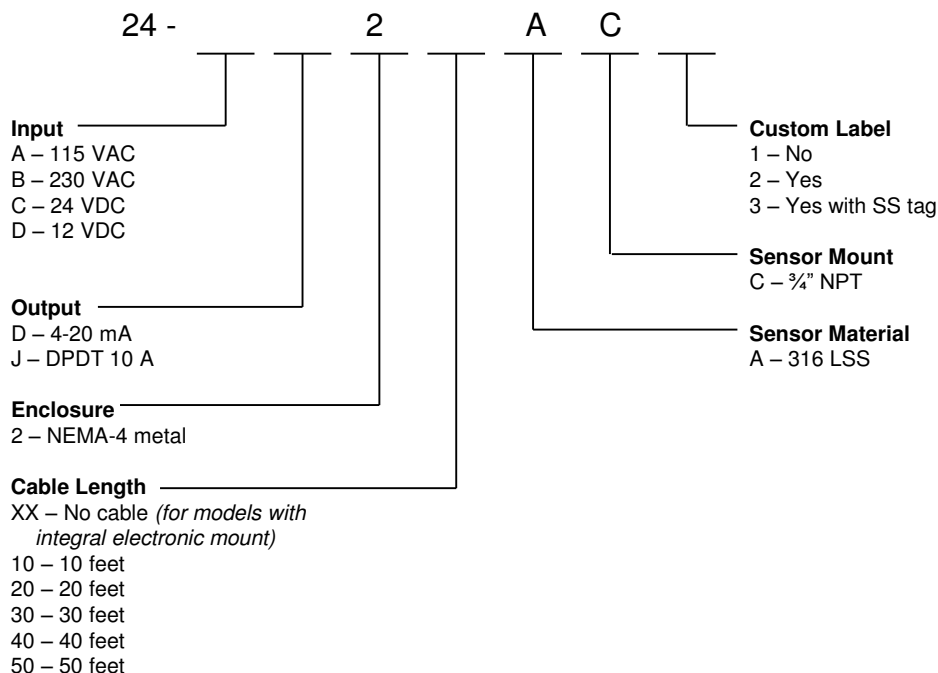 24 - 2 A C
Input
A – 115 VAC
B – 230 VAC
C – 24 VDC
D – 12 VDC
Output
D – 4-20 mA
J – DPDT 10 A
Enclosure
2 – NEMA-4 metal
Cable Length
XX – No cable (for models with
integral electronic mount)
10 – 10 feet
20 – 20 feet
30 – 30 feet
40 – 40 feet
50 – 50 feet
Custom Label
1 – No
2 – Yes
3 – Yes with SS tag
Sensor Mount
C – ¾” NPT
Sensor Material
A – 316 LSS